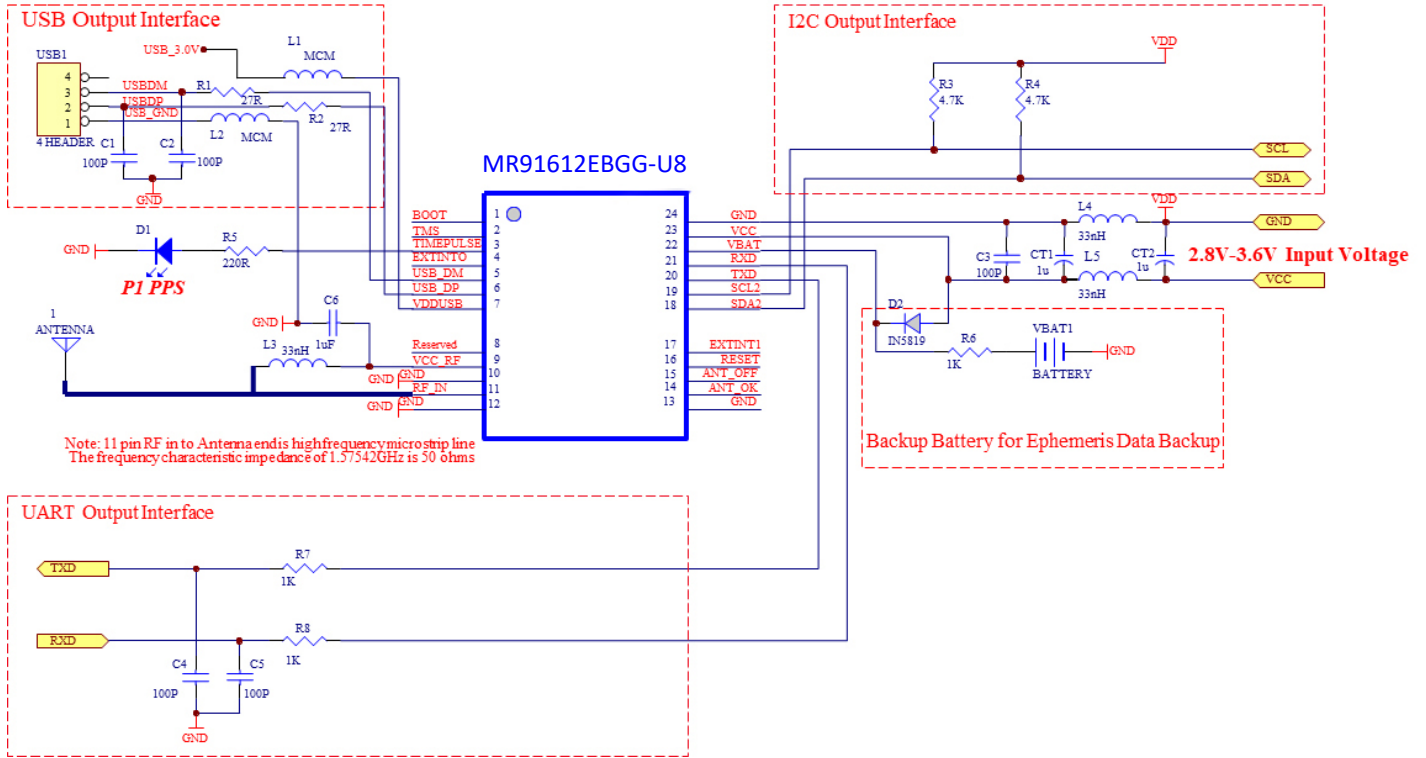 USB Output Interface
USB1
4
3
2
1
4 HEADER
USB_3.0V
USBDM
USBDP
USB_GND
L1
MCM
R1
27R
R2
27R
L2
MCM
C1
100P
C2
100P
GND
I2C Output Interface
VDD
R3
4.7K
R4
4.7K
SCL
SDA
MR91612EBGG-U8
BOOT 1
TMS 2
TIMEPULSE 3
EXTINTO 4
USB_DM 5
USB_DP 6
VDDUSB 7
Reserved 8
VCC_RF 9
GND 10
RF_IN 11
GND 12
24 GND
23 VCC
22 VBAT
21 RXD
20 TXD
19 SCL2
18 SDA2
17 EXTINT1
16 RESET
15 ANT_OFF
14 ANT_OK
13 GND
GND
D1
R5
220R
P1 PPS
1
ANTENNA
GND
C6
1uF
L3
33nH
GND
GND
Note: 11 pin RF in to Antenna end is high frequency microstrip line
The frequency characteristic impedance of 1.57542GHz is 50 ohms
L4
33nH
VDD
GND
C3
100P
CT1
1u
L5
33nH
CT2
1u
2.8V-3.6V Input Voltage
VCC
D2
IN5819
R6
1K
VBAT1
BATTERY
GND
Backup Battery for Ephemeris Data Backup
UART Output Interface
TXD
R7
1K
RXD
R8
1K
C4
100P
C5
100P
GND